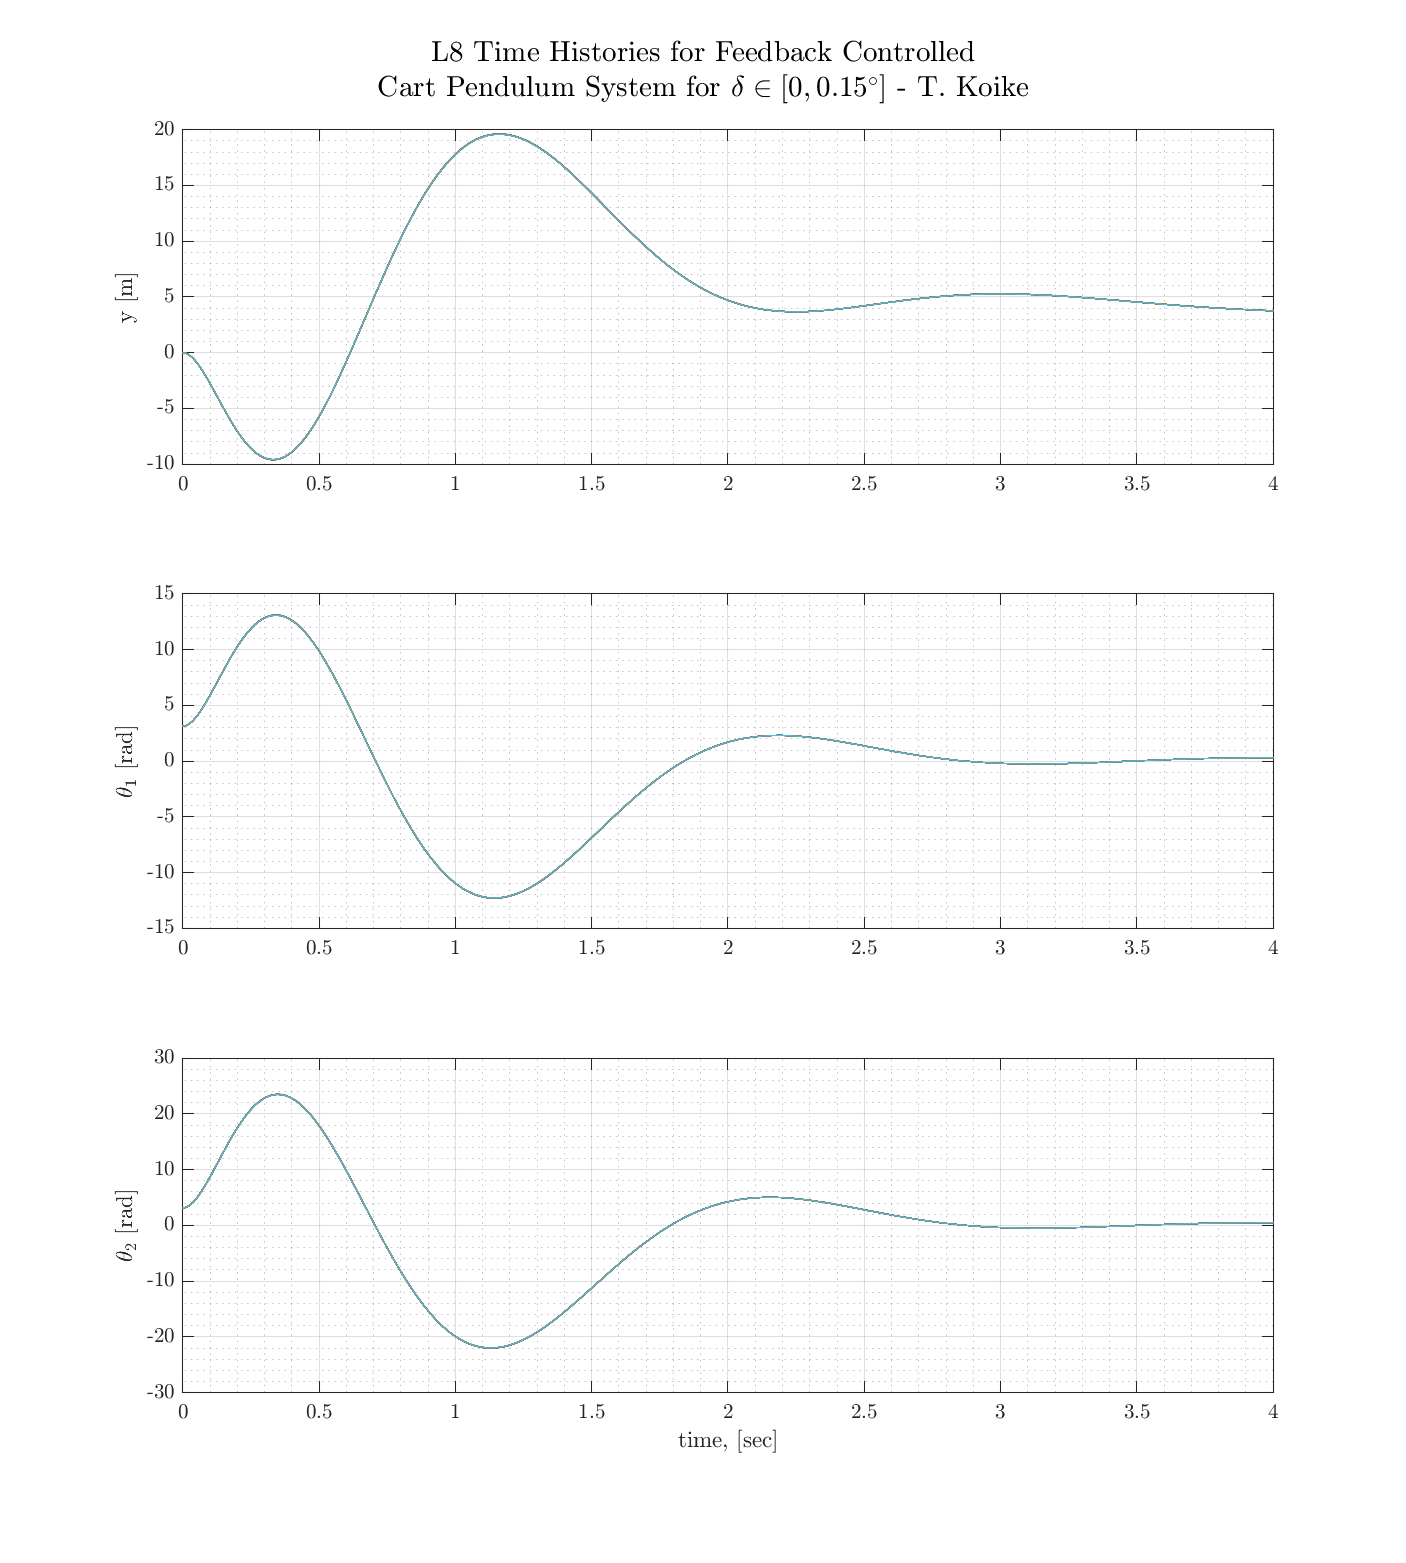 L8 Time Histories for Feedback Controlled
Cart Pendulum System for δ ∈ [0, 0.15°] - T. Koike
20
15
10
5
0
-5
-10
y [m]
0 0.5 1 1.5 2 2.5 3 3.5 4
15
10
5
0
-5
-10
-15
θ₁ [rad]
0 0.5 1 1.5 2 2.5 3 3.5 4
30
20
10
0
-10
-20
-30
θ₂ [rad]
0 0.5 1 1.5 2 2.5 3 3.5 4
time, [sec]